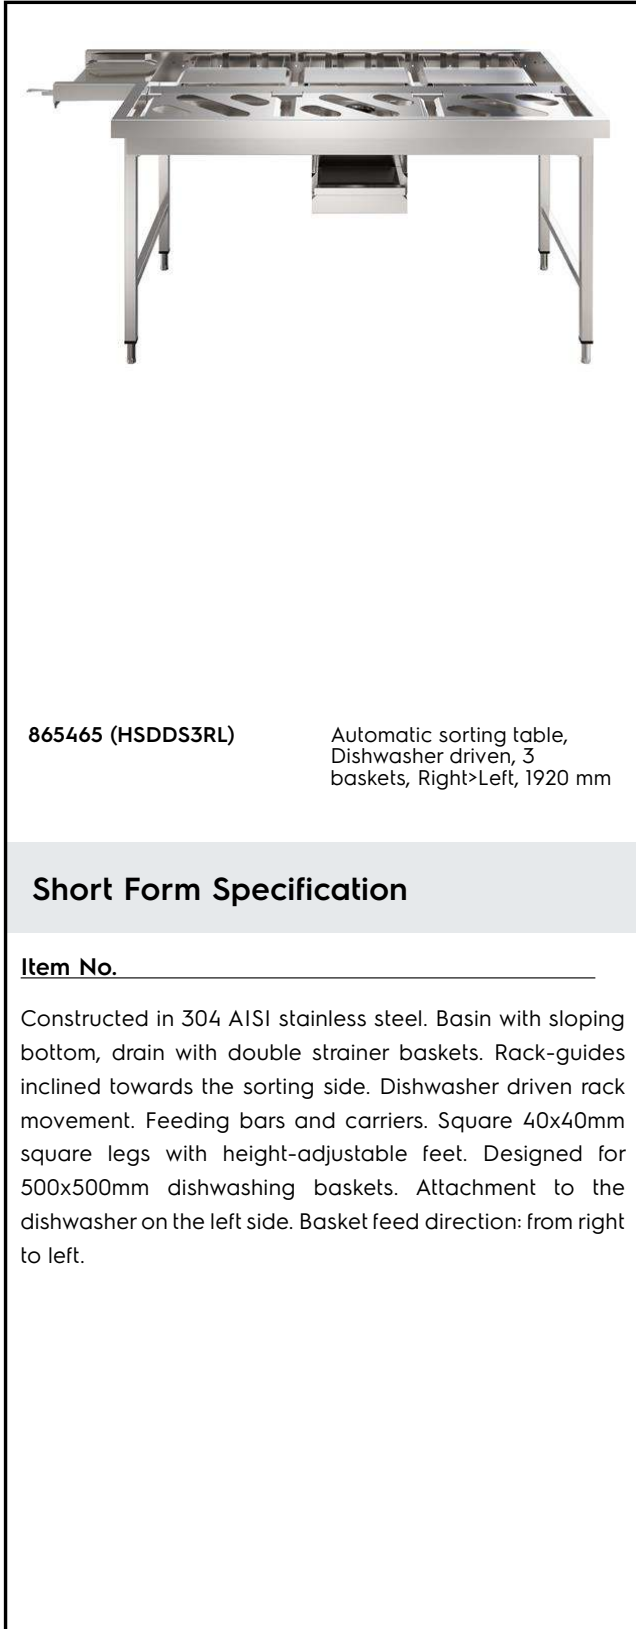 865465 (HSDDS3RL)
Automatic sorting table,
Dishwasher driven, 3
baskets, Right>Left, 1920 mm
Short Form Specification
Item No.
Constructed in 304 AISI stainless steel. Basin with sloping
bottom, drain with double strainer baskets. Rack-guides
inclined towards the sorting side. Dishwasher driven rack
movement. Feeding bars and carriers. Square 40x40mm
square legs with height-adjustable feet. Designed for
500x500mm dishwashing baskets. Attachment to the
dishwasher on the left side. Basket feed direction: from right
to left.